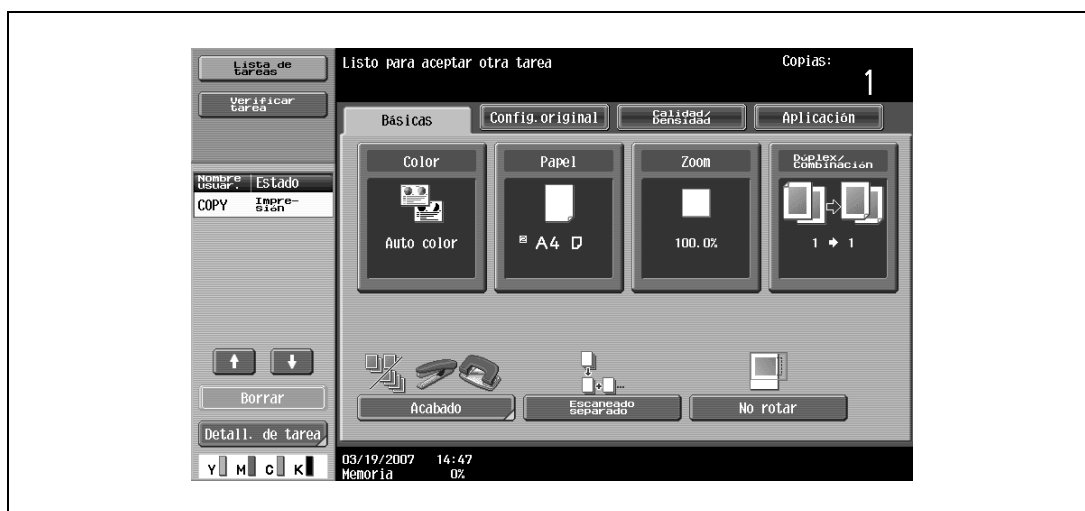 Lista de
tareas
Verificar
tarea
Nombre
usuar.
Estado
COPY
Impre-
sión
Borrar
Detall. de tarea
Y M C K
Listo para aceptar otra tarea
Copias:
1
Básicas
Config.original
Calidad/
Densidad
Aplicación
Color
Auto color
Papel
A4
Zoom
100.0%
Dúplex/
Combinación
1 → 1
Acabado
Escaneado
separado
No rotar
03/19/2007 14:47
Memoria 0%